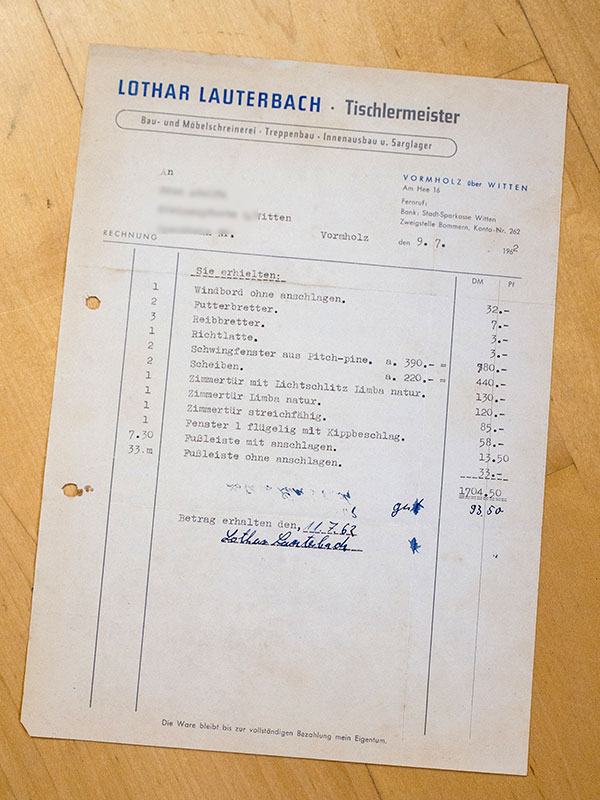 LOTHAR LAUTERBACH · Tischlermeister
Bau- und Möbelschreinerei · Treppenbau · Innenausbau u. Sarglager
An
Witten
Nr. Vormholz
VORMHOLZ über WITTEN
Am Hee 16
Fernruf:
Bank: Stadt-Sparkasse Witten
Zweigstelle Bommern, Konto-Nr. 262
den 9. 7. 1962
RECHNUNG
DM Pf
Sie erhielten:
1 Windbord ohne anschlagen. 32.-
2 Futterbretter. 7.-
3 Reibbretter. 3.-
1 Richtlatte. 3.-
2 Schwingfenster aus Pitch-pine. a. 390.- = 780.-
2 Scheiben. a. 220.- = 440.-
1 Zimmertür mit Lichtschlitz Limba natur. 130.-
1 Zimmertür Limba natur. 120.-
1 Zimmertür streichfähig. 85.-
1 Fenster 1 flügelig mit Kippbeschlag. 58.-
7.30 Fußleiste mit anschlagen. 13.50
33.m Fußleiste ohne anschlagen. 33.-
1704.50
gut 93,50
Betrag erhalten den, 11.7.62
Lothar Lauterbach
Die Ware bleibt bis zur vollständigen Bezahlung mein Eigentum.